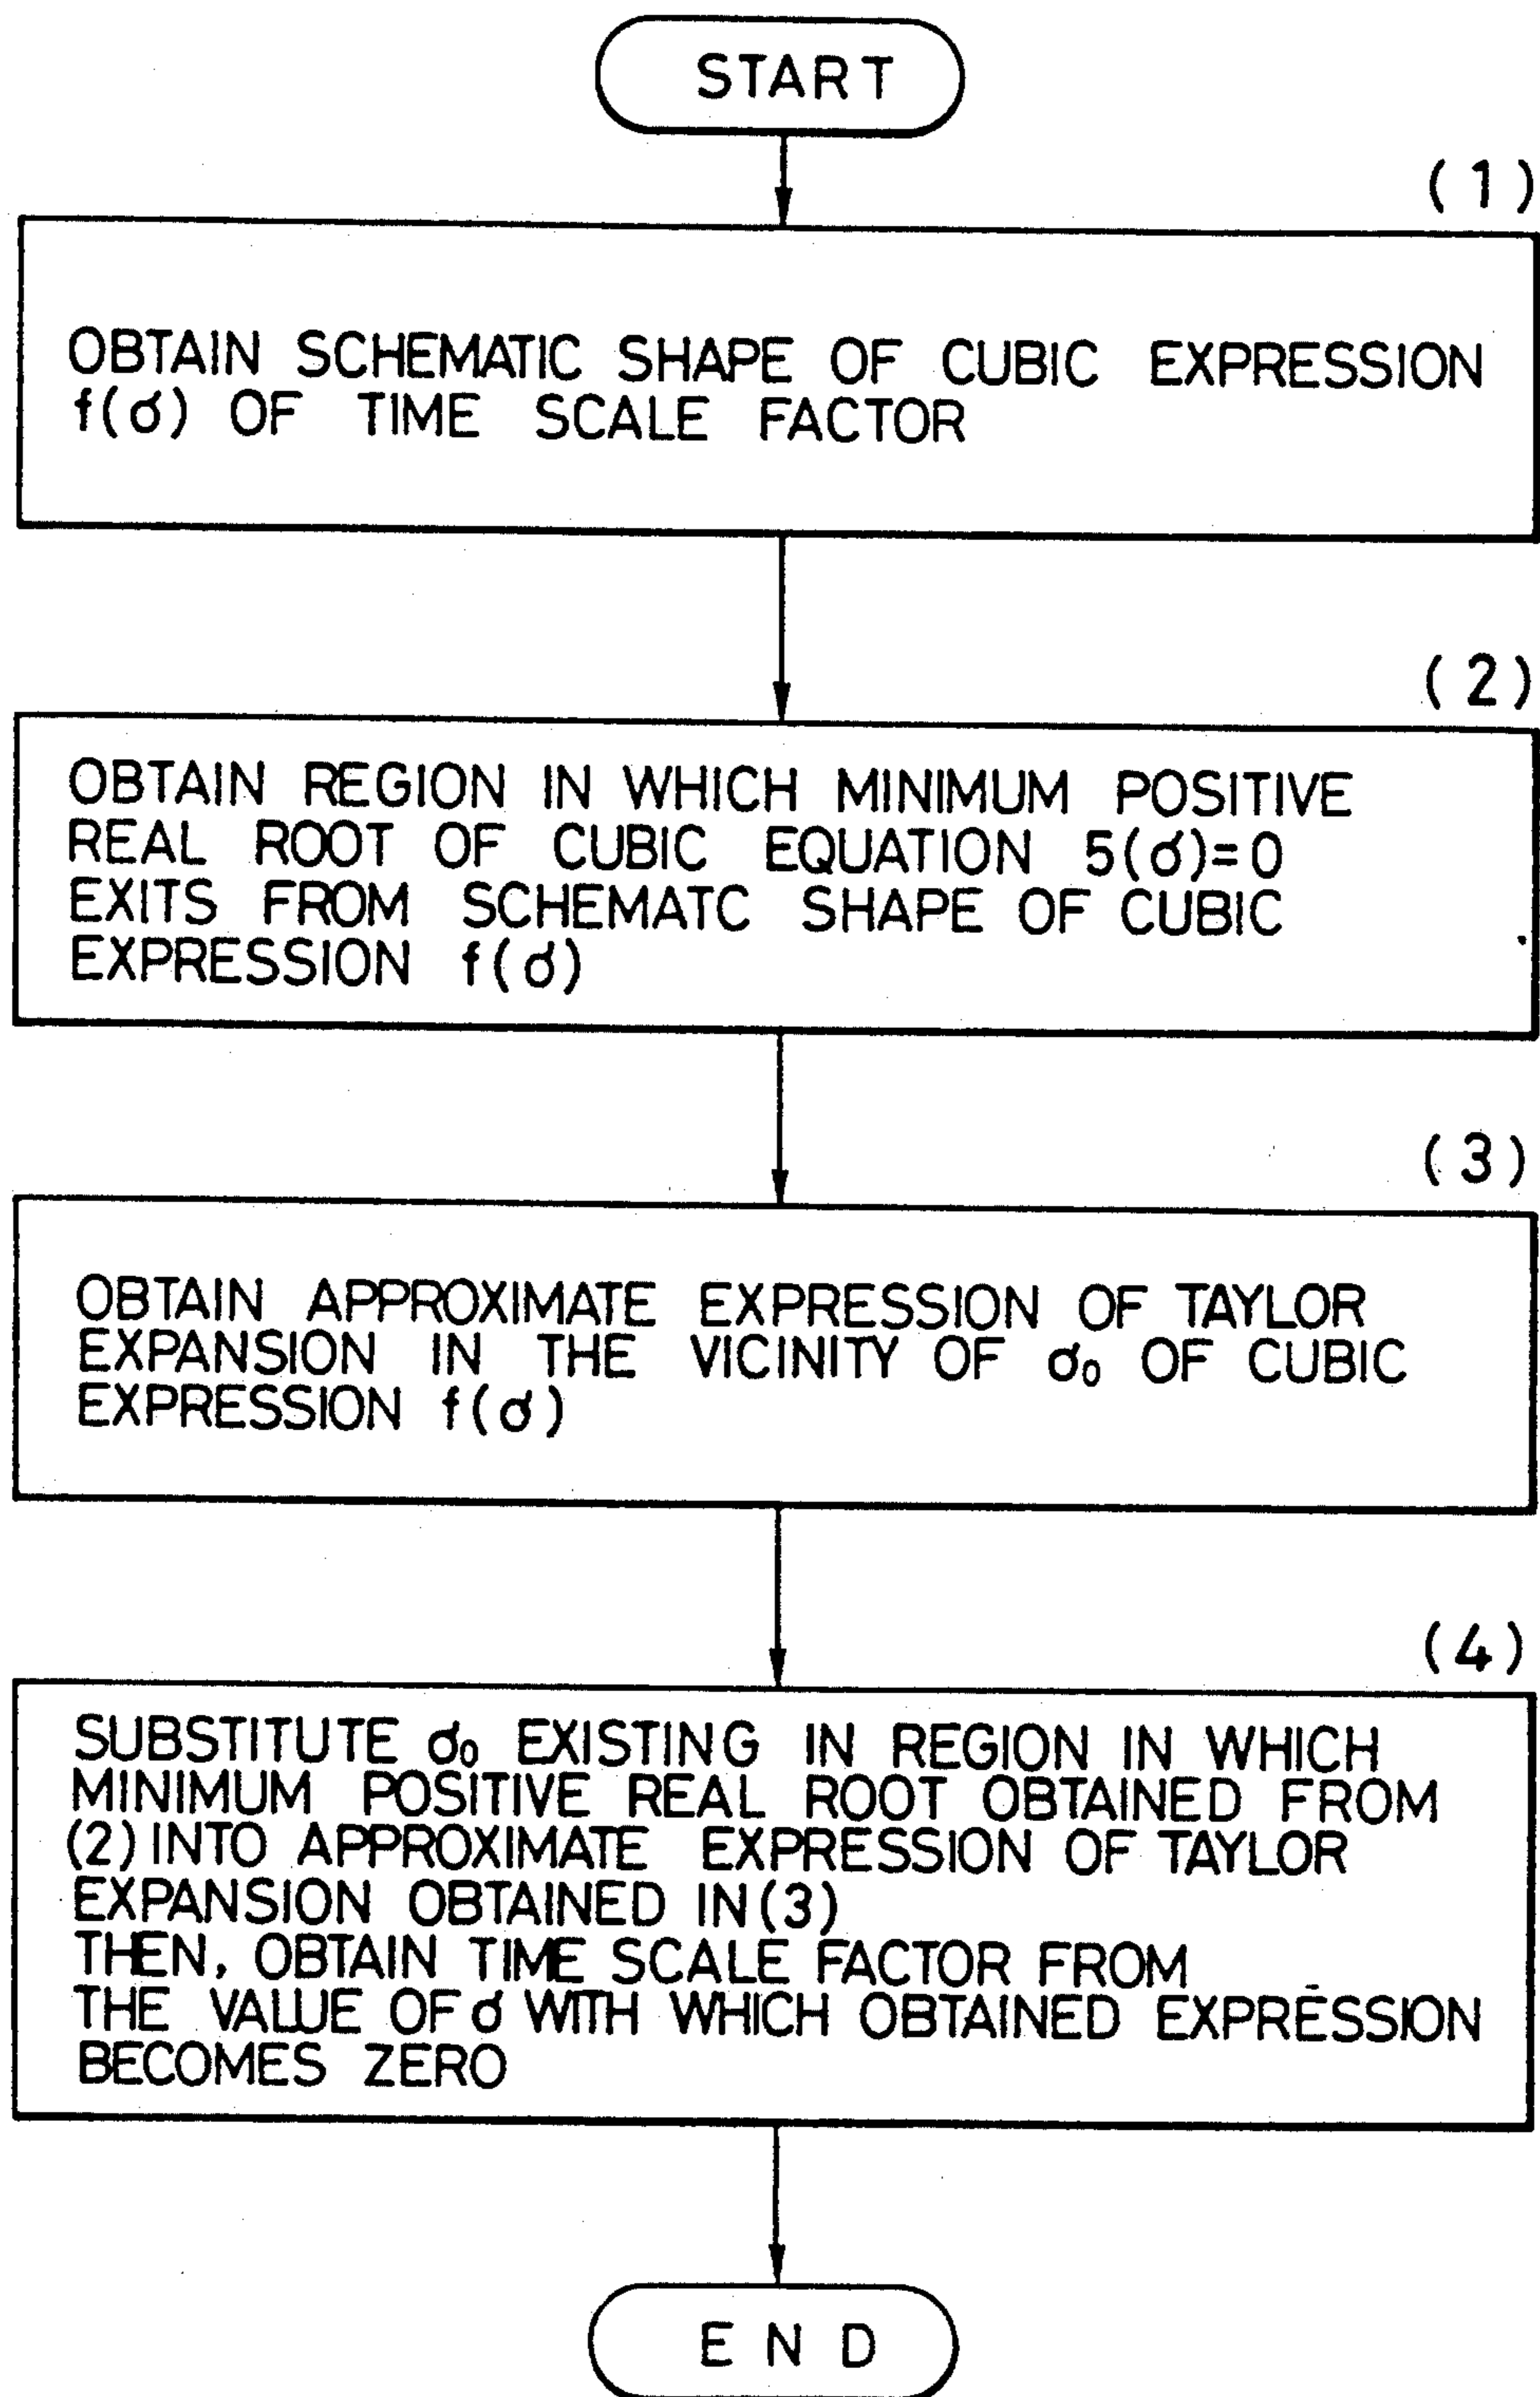 START
(1)
OBTAIN SCHEMATIC SHAPE OF CUBIC EXPRESSION
f(σ) OF TIME SCALE FACTOR
(2)
OBTAIN REGION IN WHICH MINIMUM POSITIVE
REAL ROOT OF CUBIC EQUATION 5(σ)=0
EXITS FROM SCHEMATC SHAPE OF CUBIC
EXPRESSION f(σ)
(3)
OBTAIN APPROXIMATE EXPRESSION OF TAYLOR
EXPANSION IN THE VICINITY OF σ₀ OF CUBIC
EXPRESSION f(σ)
(4)
SUBSTITUTE σ₀ EXISTING IN REGION IN WHICH
MINIMUM POSITIVE REAL ROOT OBTAINED FROM
(2) INTO APPROXIMATE EXPRESSION OF TAYLOR
EXPANSION OBTAINED IN(3)
THEN, OBTAIN TIME SCALE FACTOR FROM
THE VALUE OF σ WITH WHICH OBTAINED EXPRESSION
BECOMES ZERO
END